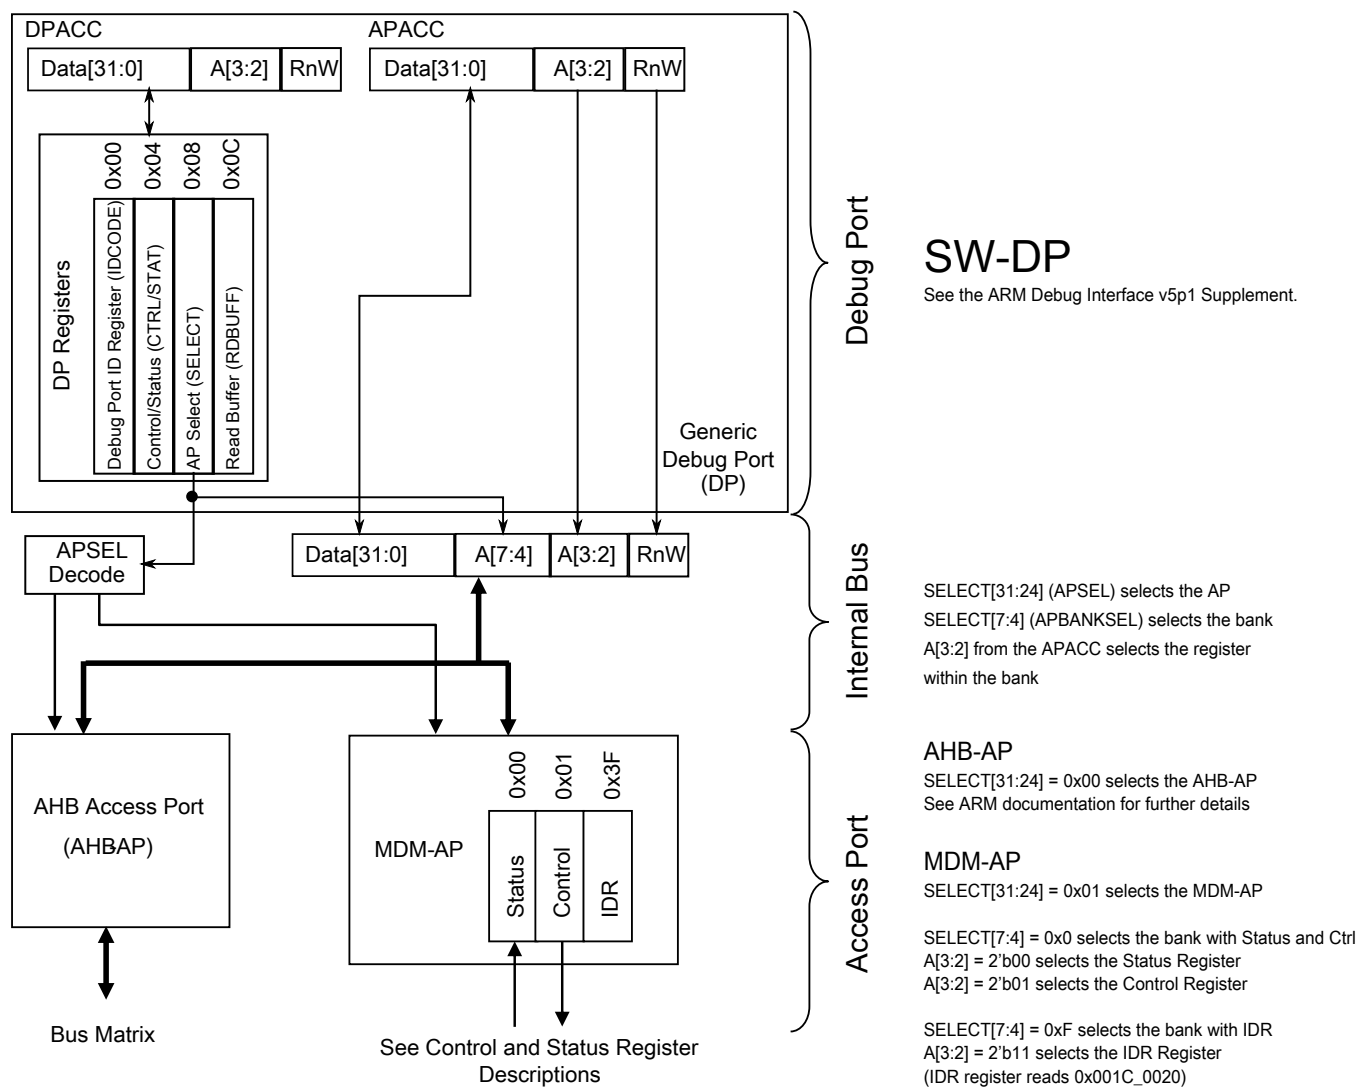 DPACC
Data[31:0] A[3:2] RnW
APACC
Data[31:0] A[3:2] RnW
DP Registers
0x00
0x04
0x08
0x0C
Debug Port ID Register (IDCODE)
Control/Status (CTRL/STAT)
AP Select (SELECT)
Read Buffer (RDBUFF)
Generic
Debug Port
(DP)
Debug Port
SW-DP
See the ARM Debug Interface v5p1 Supplement.
APSEL
Decode
Data[31:0] A[7:4] A[3:2] RnW
Internal Bus
SELECT[31:24] (APSEL) selects the AP
SELECT[7:4] (APBANKSEL) selects the bank
A[3:2] from the APACC selects the register
within the bank
AHB Access Port
(AHB-AP)
Bus Matrix
MDM-AP
0x00
0x01
0x3F
Status
Control
IDR
See Control and Status Register
Descriptions
Access Port
AHB-AP
SELECT[31:24] = 0x00 selects the AHB-AP
See ARM documentation for further details
MDM-AP
SELECT[31:24] = 0x01 selects the MDM-AP
SELECT[7:4] = 0x0 selects the bank with Status and Ctrl
A[3:2] = 2’b00 selects the Status Register
A[3:2] = 2’b01 selects the Control Register
SELECT[7:4] = 0xF selects the bank with IDR
A[3:2] = 2’b11 selects the IDR Register
(IDR register reads 0x001C_0020)